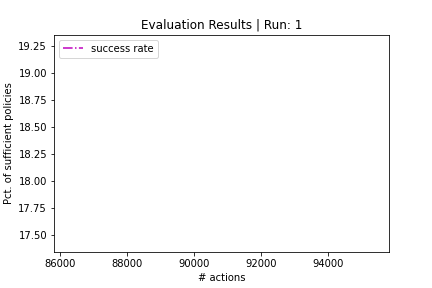 Evaluation Results | Run: 1
success rate
Pct. of sufficient policies
19.25
19.00
18.75
18.50
18.25
18.00
17.75
17.50
86000 88000 90000 92000 94000
# actions